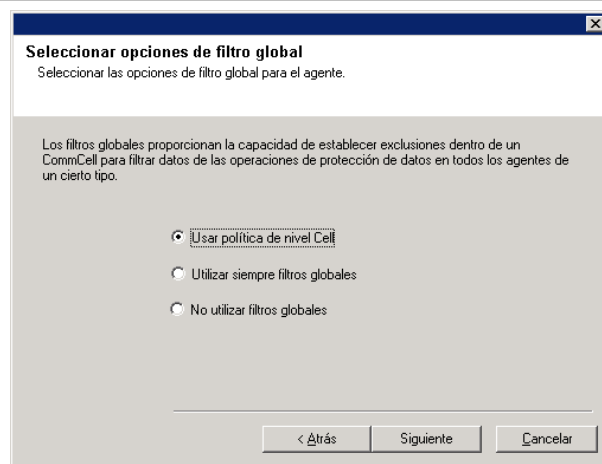 Seleccionar opciones de filtro global
Seleccionar las opciones de filtro global para el agente.
Los filtros globales proporcionan la capacidad de establecer exclusiones dentro de un
CommCell para filtrar datos de las operaciones de protección de datos en todos los agentes de
un cierto tipo.
Usar política de nivel Cell
Utilizar siempre filtros globales
No utilizar filtros globales
< Atrás
Siguiente
Cancelar